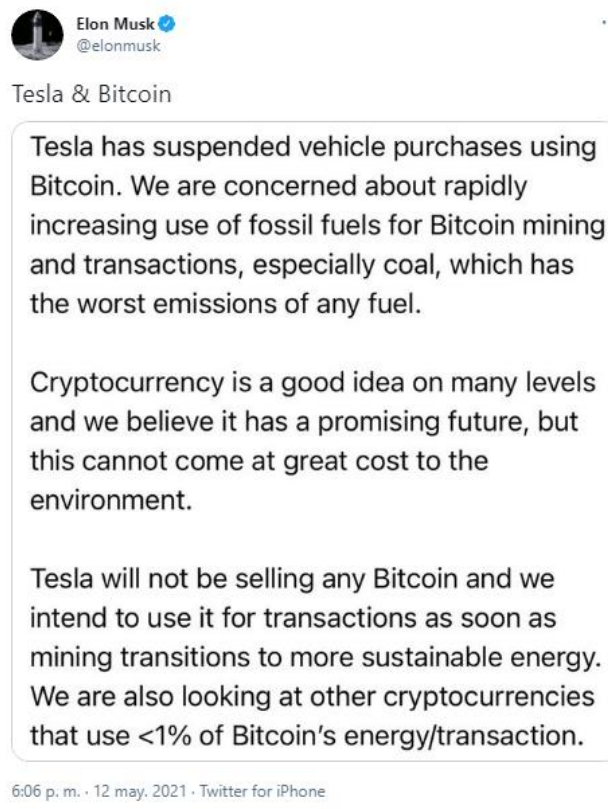 Elon Musk
@elonmusk
Tesla & Bitcoin
Tesla has suspended vehicle purchases using
Bitcoin. We are concerned about rapidly
increasing use of fossil fuels for Bitcoin mining
and transactions, especially coal, which has
the worst emissions of any fuel.
Cryptocurrency is a good idea on many levels
and we believe it has a promising future, but
this cannot come at great cost to the
environment.
Tesla will not be selling any Bitcoin and we
intend to use it for transactions as soon as
mining transitions to more sustainable energy.
We are also looking at other cryptocurrencies
that use <1% of Bitcoin’s energy/transaction.
6:06 p. m. · 12 may. 2021 · Twitter for iPhone